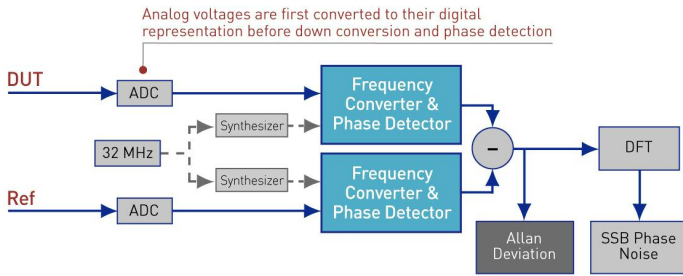 Analog voltages are first converted to their digital
representation before down conversion and phase detection
DUT
ADC
Frequency
Converter &
Phase Detector
Synthesizer
32 MHz
–
DFT
Synthesizer
Frequency
Converter &
Phase Detector
Ref
ADC
Allan
Deviation
SSB Phase
Noise